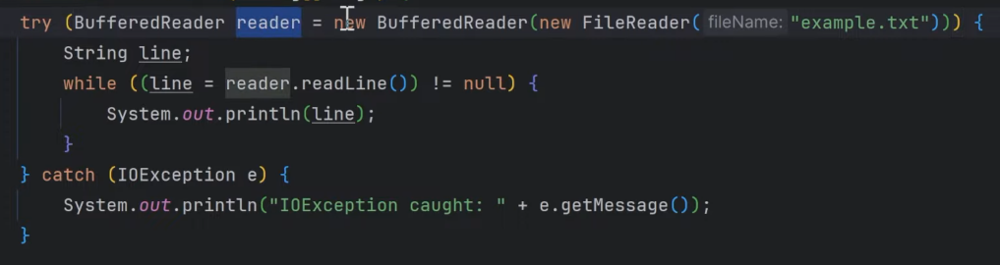 try (BufferedReader reader = new BufferedReader(new FileReader( fileName: "example.txt"))) {
String line;
while ((line = reader.readLine()) != null) {
System.out.println(line);
}
} catch (IOException e) {
System.out.println("IOException caught: " + e.getMessage());
}